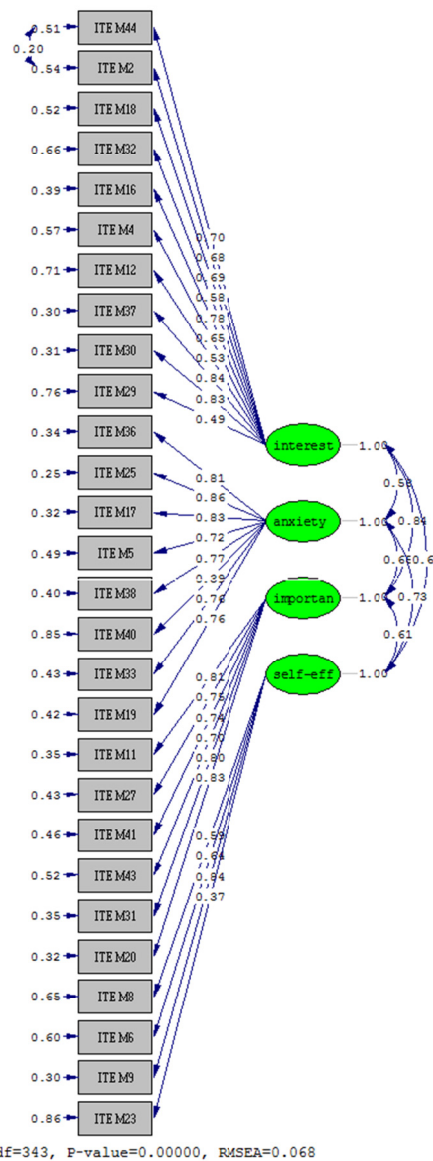 0.51 ITEM44
0.20
0.54 ITEM2
0.52 ITEM18
0.66 ITEM32
0.39 ITEM16
0.57 ITEM4
0.70
0.68
0.71 ITEM12
0.69
0.58
0.30 ITEM37
0.78
0.65
0.31 ITEM30
0.53
0.84
0.76 ITEM29
0.83
0.49
0.34 ITEM36
interest 1.00
0.25 ITEM25
0.81
0.86
0.84
0.32 ITEM17
0.83
anxiety 1.00
0.49 ITEM5
0.72
0.77
0.40 ITEM38
0.39
0.73
0.76
importan 1.00
0.85 ITEM40
0.76
0.61
0.43 ITEM33
self-eff 1.00
0.42 ITEM19
0.81
0.75
0.35 ITEM11
0.74
0.70
0.43 ITEM27
0.80
0.83
0.46 ITEM41
0.52 ITEM43
0.59
0.64
0.35 ITEM31
0.84
0.37
0.32 ITEM20
0.65 ITEM8
0.60 ITEM6
0.30 ITEM9
0.86 ITEM23
df=343, P-value=0.00000, RMSEA=0.068